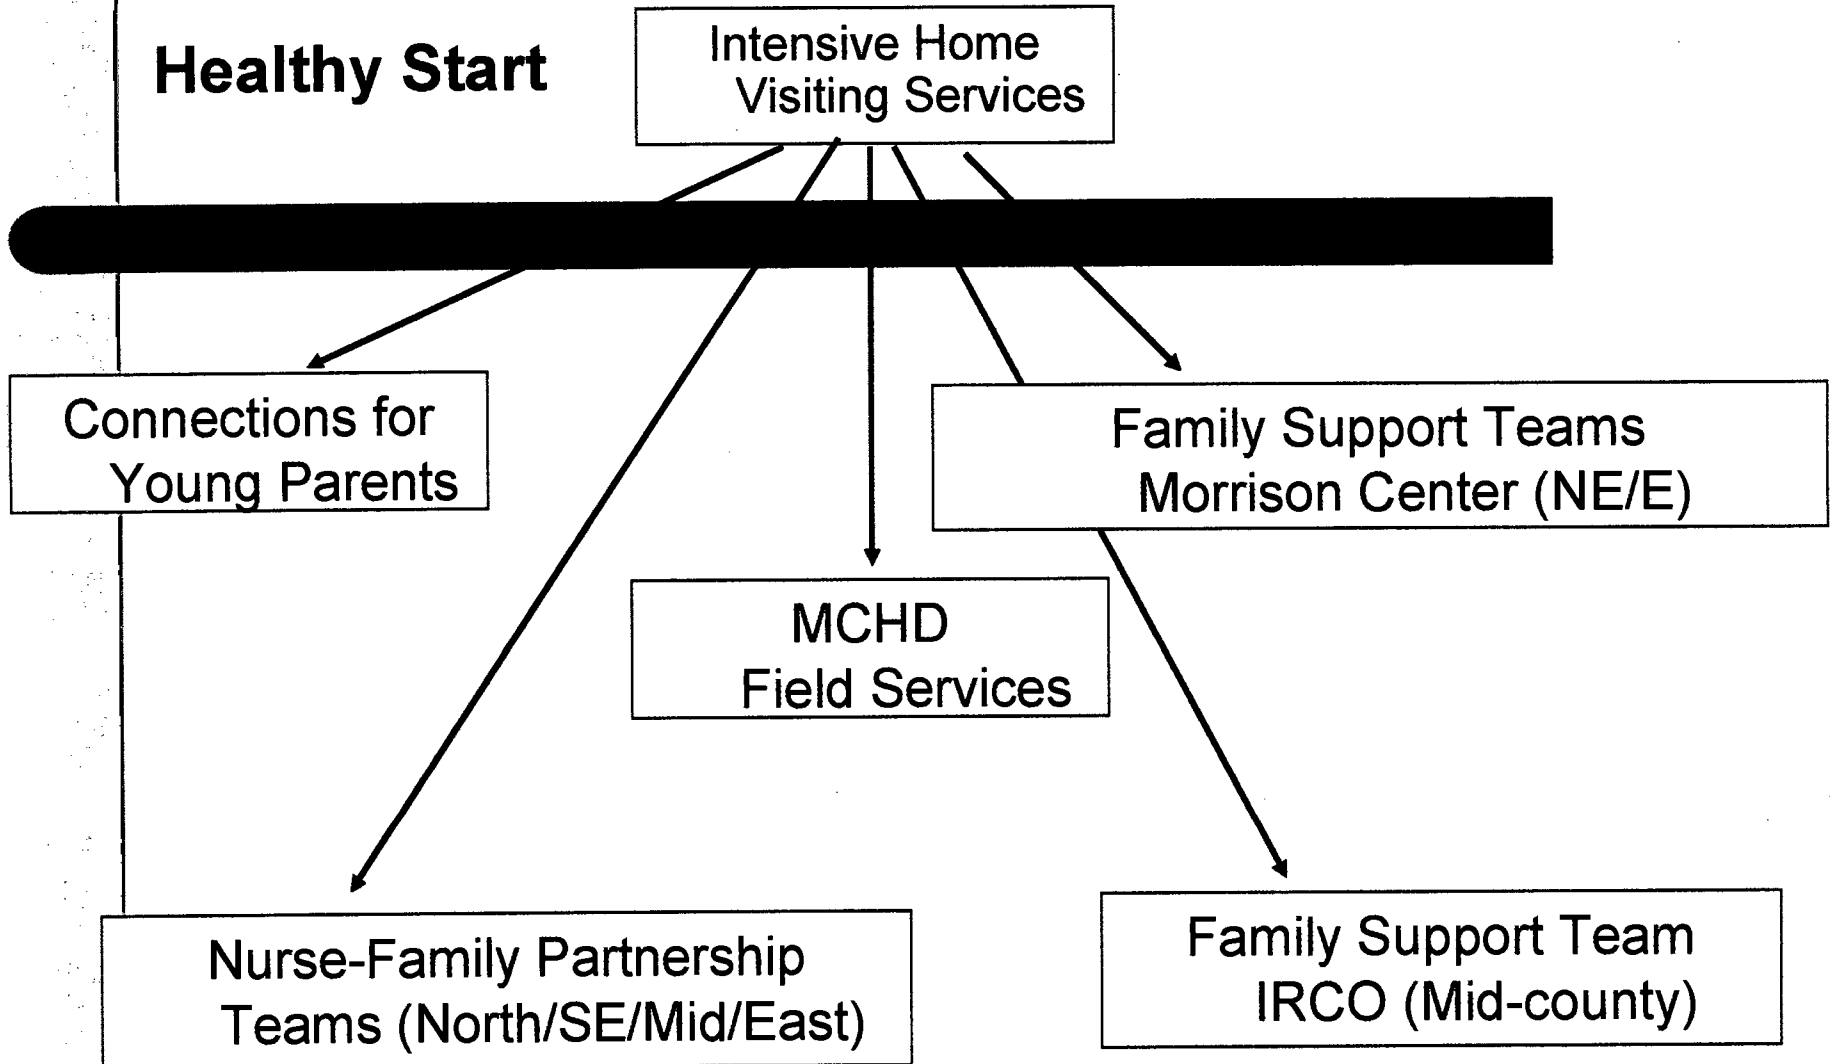 Healthy Start
Intensive Home
Visiting Services
Connections for
Young Parents
Family Support Teams
Morrison Center (NE/E)
MCHD
Field Services
Nurse-Family Partnership
Teams (North/SE/Mid/East)
Family Support Team
IRCO (Mid-county)